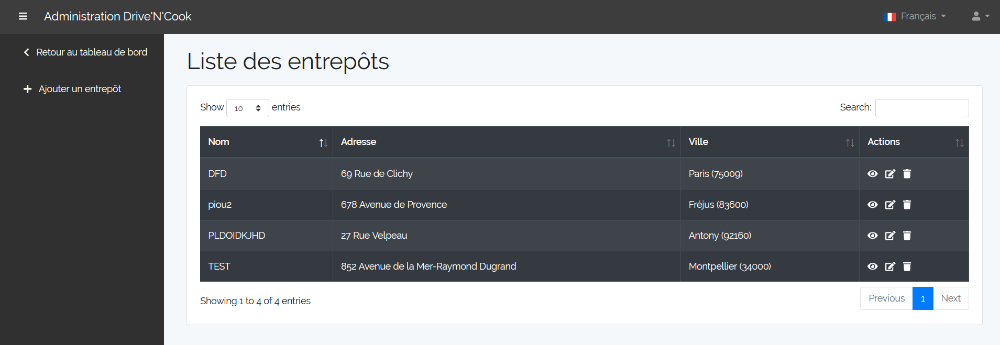 Administration Drive'N'Cook
Français
Retour au tableau de bord
Ajouter un entrepôt
Liste des entrepôts
Show 10 entries
Search:
Nom Adresse Ville Actions
DFD 69 Rue de Clichy Paris (75009)
piou2 678 Avenue de Provence Fréjus (83600)
PLDOIDKJHD 27 Rue Velpeau Antony (92160)
TEST 852 Avenue de la Mer-Raymond Dugrand Montpellier (34000)
Showing 1 to 4 of 4 entries
Previous 1 Next